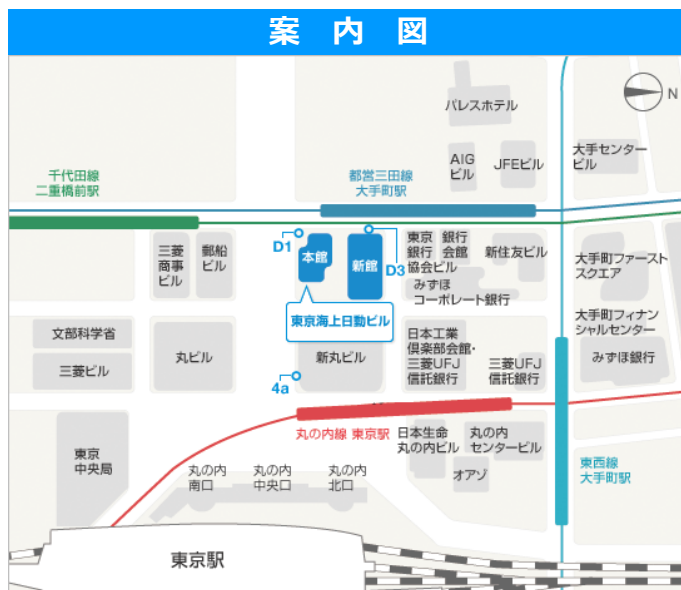 案 内 図
パレスホテル
N
AIG
ビル
JFEビル
大手センター
ビル
千代田線
二重橋前駅
都営三田線
大手町駅
D1
本館
新館
D3
東京
銀行
協会ビル
銀行
会館
新住友ビル
三菱
商事
ビル
郵船
ビル
大手町ファースト
スクエア
みずほ
コーポレート銀行
東京海上日動ビル
大手町フィナン
シャルセンター
みずほ銀行
文部科学省
三菱ビル
丸ビル
新丸ビル
日本工業
倶楽部会館・
三菱UFJ
信託銀行
三菱UFJ
信託銀行
4a
丸の内線 東京駅
日本生命
丸の内ビル
丸の内
センタービル
オアゾ
東京
中央局
丸の内
南口
丸の内
中央口
丸の内
北口
東西線
大手町駅
東京駅